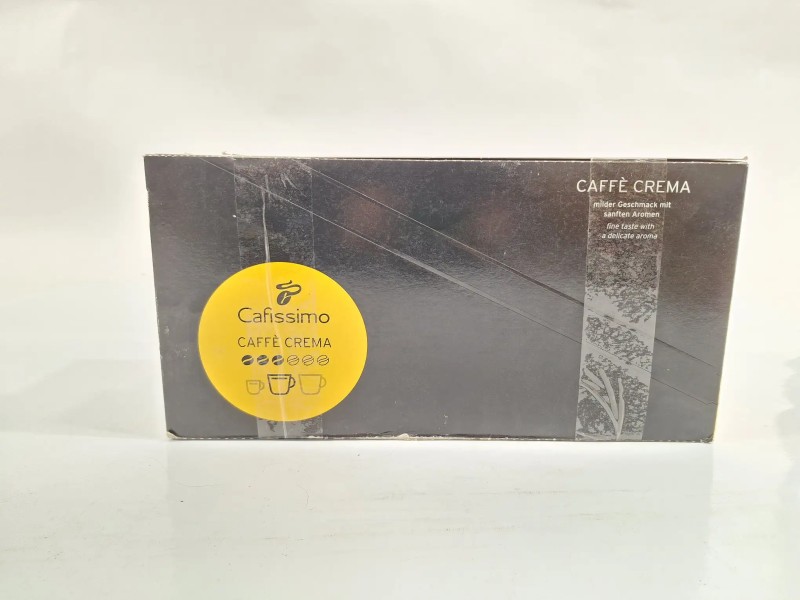 CAFFÈ CREMA
milder Geschmack mit
sanften Aromen
fine taste with
a delicate aroma
Cafissimo
CAFFÈ CREMA